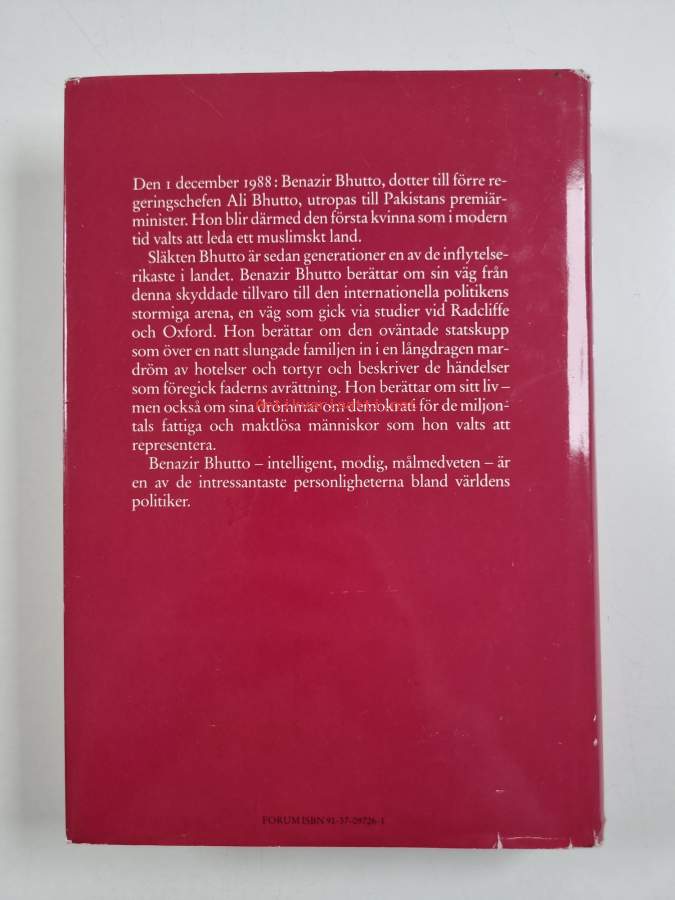 Den 1 december 1988: Benazir Bhutto, dotter till förre re-
geringschefen Ali Bhutto, utropas till Pakistans premiär-
minister. Hon blir därmed den första kvinna som i modern
tid valts att leda ett muslimskt land.
Släkten Bhutto är sedan generationer en av de inflytelse-
rikaste i landet. Benazir Bhutto berättar om sin väg från
denna skyddade tillvaro till den internationella politikens
stormiga arena, en väg som gick via studier vid Radcliffe
och Oxford. Hon berättar om den oväntade statskupp
som över en natt slungade familjen in i en långdragen mar-
dröm av hotelser och tortyr och beskriver de händelser
som föregick faderns avrättning. Hon berättar om sitt liv –
men också om sina drömmar om demokrati för de miljon-
tals fattiga och maktlösa människor som hon valts att
representera.
Benazir Bhutto – intelligent, modig, målmedveten – är
en av de intressantaste personligheterna bland världens
politiker.
FORUM ISBN 91-37-09726-1